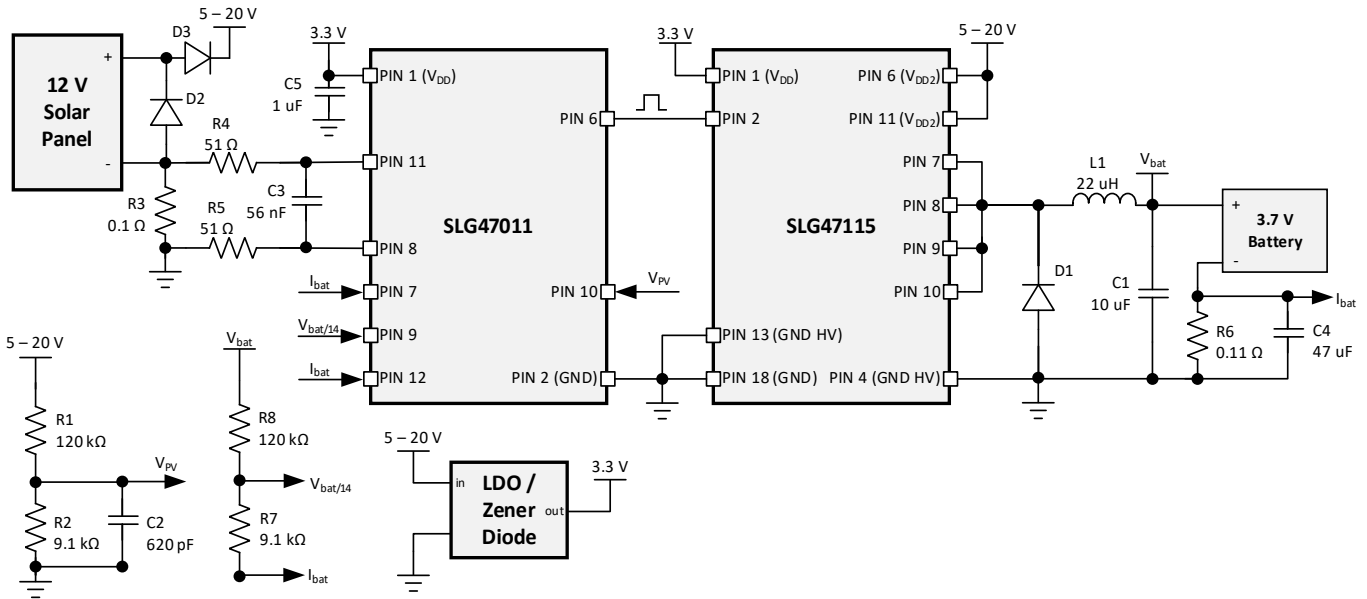 5 – 20 V
D3
+
12 V
Solar
Panel
-
D2
R4
51 Ω
R3
0.1 Ω
R5
51 Ω
C3
56 nF
3.3 V
C5
1 uF
PIN 1 (VDD)
PIN 6
PIN 11
SLG47011
PIN 8
Ibat
PIN 7
PIN 10
VPV
Vbat/14
PIN 9
Ibat
PIN 12
PIN 2 (GND)
3.3 V
5 – 20 V
PIN 1 (VDD)
PIN 6 (VDD2)
PIN 2
PIN 11 (VDD2)
PIN 7
PIN 8
SLG47115
PIN 9
PIN 10
PIN 13 (GND HV)
PIN 18 (GND)
PIN 4 (GND HV)
L1
22 uH
Vbat
D1
C1
10 uF
+
3.7 V
Battery
-
Ibat
R6
0.11 Ω
C4
47 uF
5 – 20 V
R1
120 kΩ
VPV
R2
9.1 kΩ
C2
620 pF
Vbat
R8
120 kΩ
Vbat/14
R7
9.1 kΩ
Ibat
5 – 20 V
in
LDO /
Zener
Diode
out
3.3 V